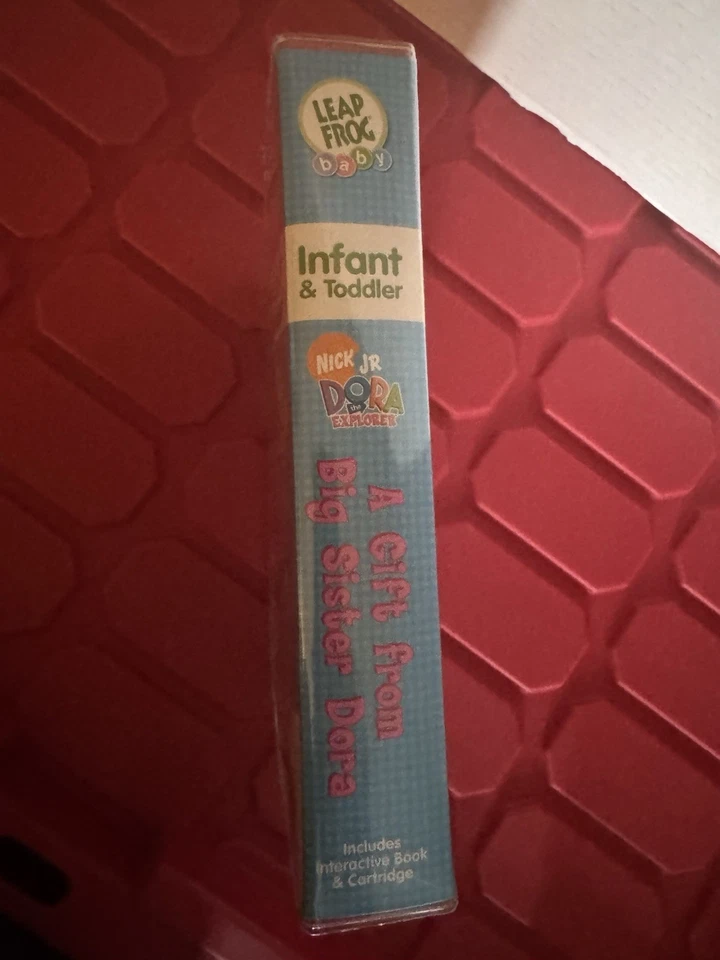 LEAP
FROG
baby
Infant
& Toddler
NICK JR
DORA
the
EXPLORER
A Gift from
Big Sister Dora
Includes
Interactive Book
& Cartridge